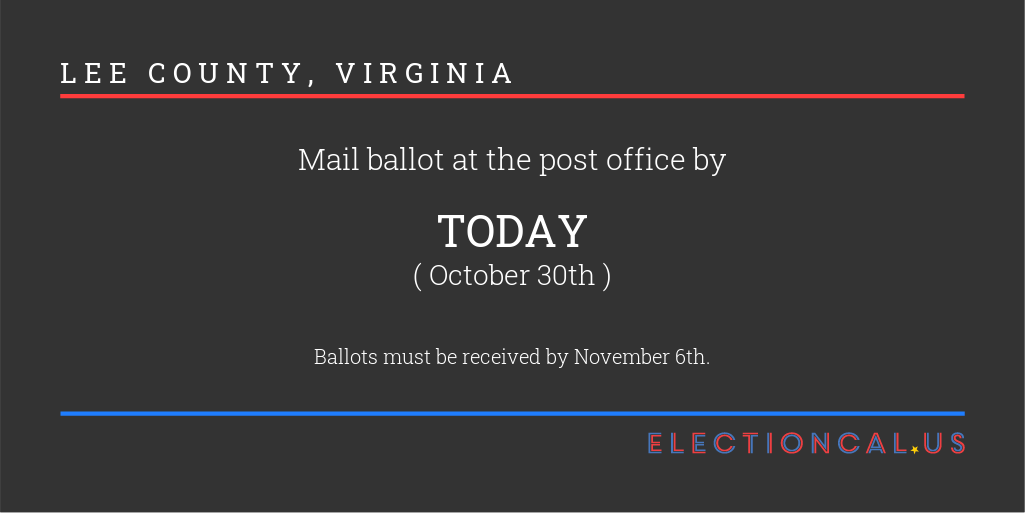 LEE COUNTY, VIRGINIA
Mail ballot at the post office by
TODAY
( October 30th )
Ballots must be received by November 6th.
ELECTIONCAL.US